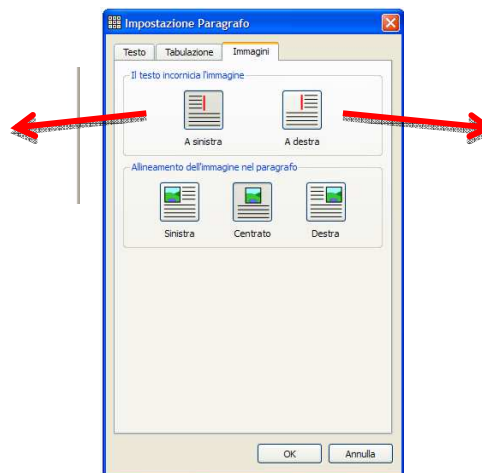 Impostazione Paragrafo
Testo Tabulazione Immagini
Il testo incornicia l'immagine
A sinistra A destra
Allineamento dell'immagine nel paragrafo
Sinistra Centrato Destra
OK Annulla